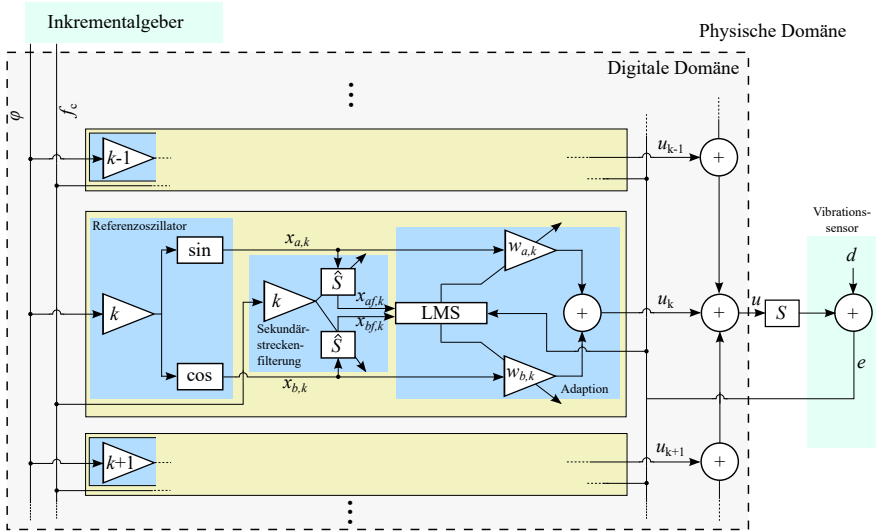 Inkrementalgeber
Physische Domäne
Digitale Domäne
φ
f_c
k-1
u_k-1
+
Referenzoszillator
sin
x_a,k
w_a,k
Ŝ
k
k
x_af,k
x_bf,k
LMS
+
u_k
+
u
S
+
Vibrations-
sensor
d
e
Sekundär-
strecken-
filterung
Ŝ
cos
x_b,k
w_b,k
Adaption
k+1
u_k+1
+